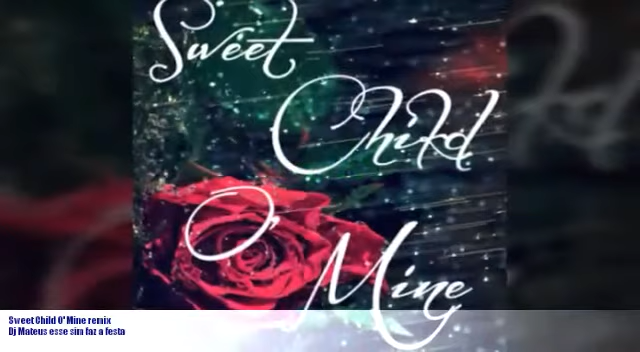 Sweet
Child
O'
Mine
Sweet Child O' Mine remix
Dj Mateus esse sim faz a festa